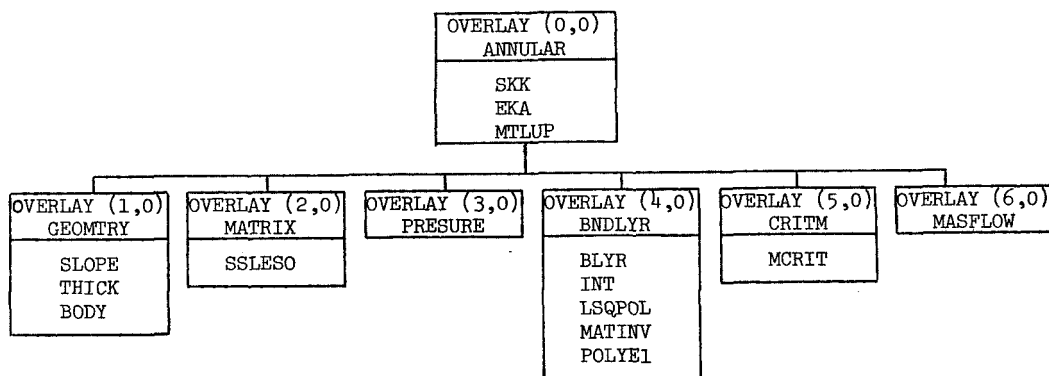 OVERLAY (0,0)
ANNULAR
SKK
EKA
MTLUP
OVERLAY (1,0)
GEOMTRY
SLOPE
THICK
BODY
OVERLAY (2,0)
MATRIX
SSLESO
OVERLAY (3,0)
PRESURE
OVERLAY (4,0)
BNDLYR
BLYR
INT
LSQPOL
MATINV
POLYE1
OVERLAY (5,0)
CRITM
MCRIT
OVERLAY (6,0)
MASFLOW